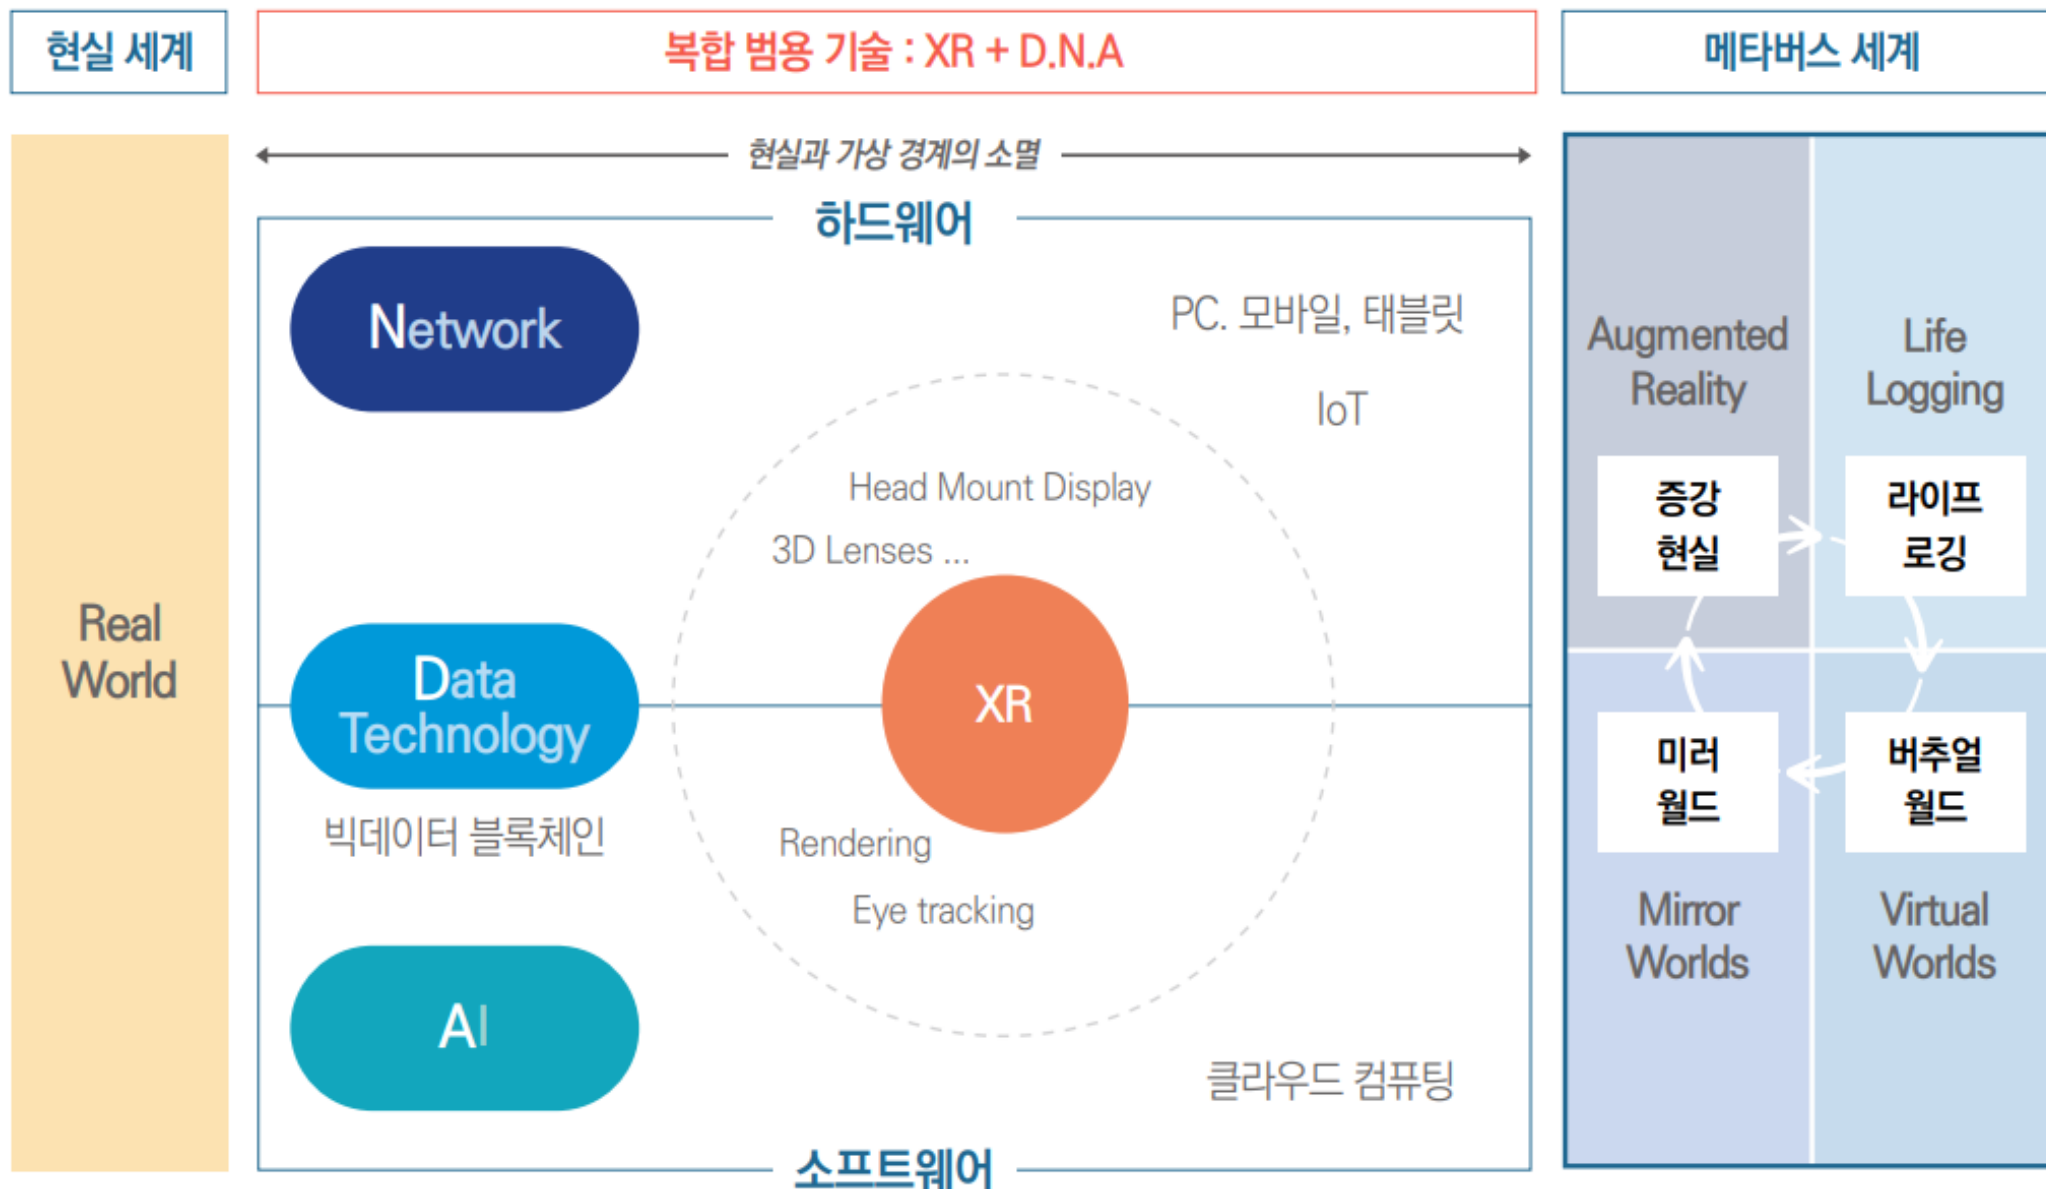 현실 세계
복합 범용 기술 : XR + D.N.A
메타버스 세계
Real
World
현실과 가상 경계의 소멸
하드웨어
Network
PC. 모바일, 태블릿
IoT
Head Mount Display
3D Lenses ...
XR
Data
Technology
빅데이터 블록체인
Rendering
Eye tracking
AI
클라우드 컴퓨팅
소프트웨어
Augmented
Reality
증강
현실
Life
Logging
라이프
로깅
미러
월드
Mirror
Worlds
버추얼
월드
Virtual
Worlds